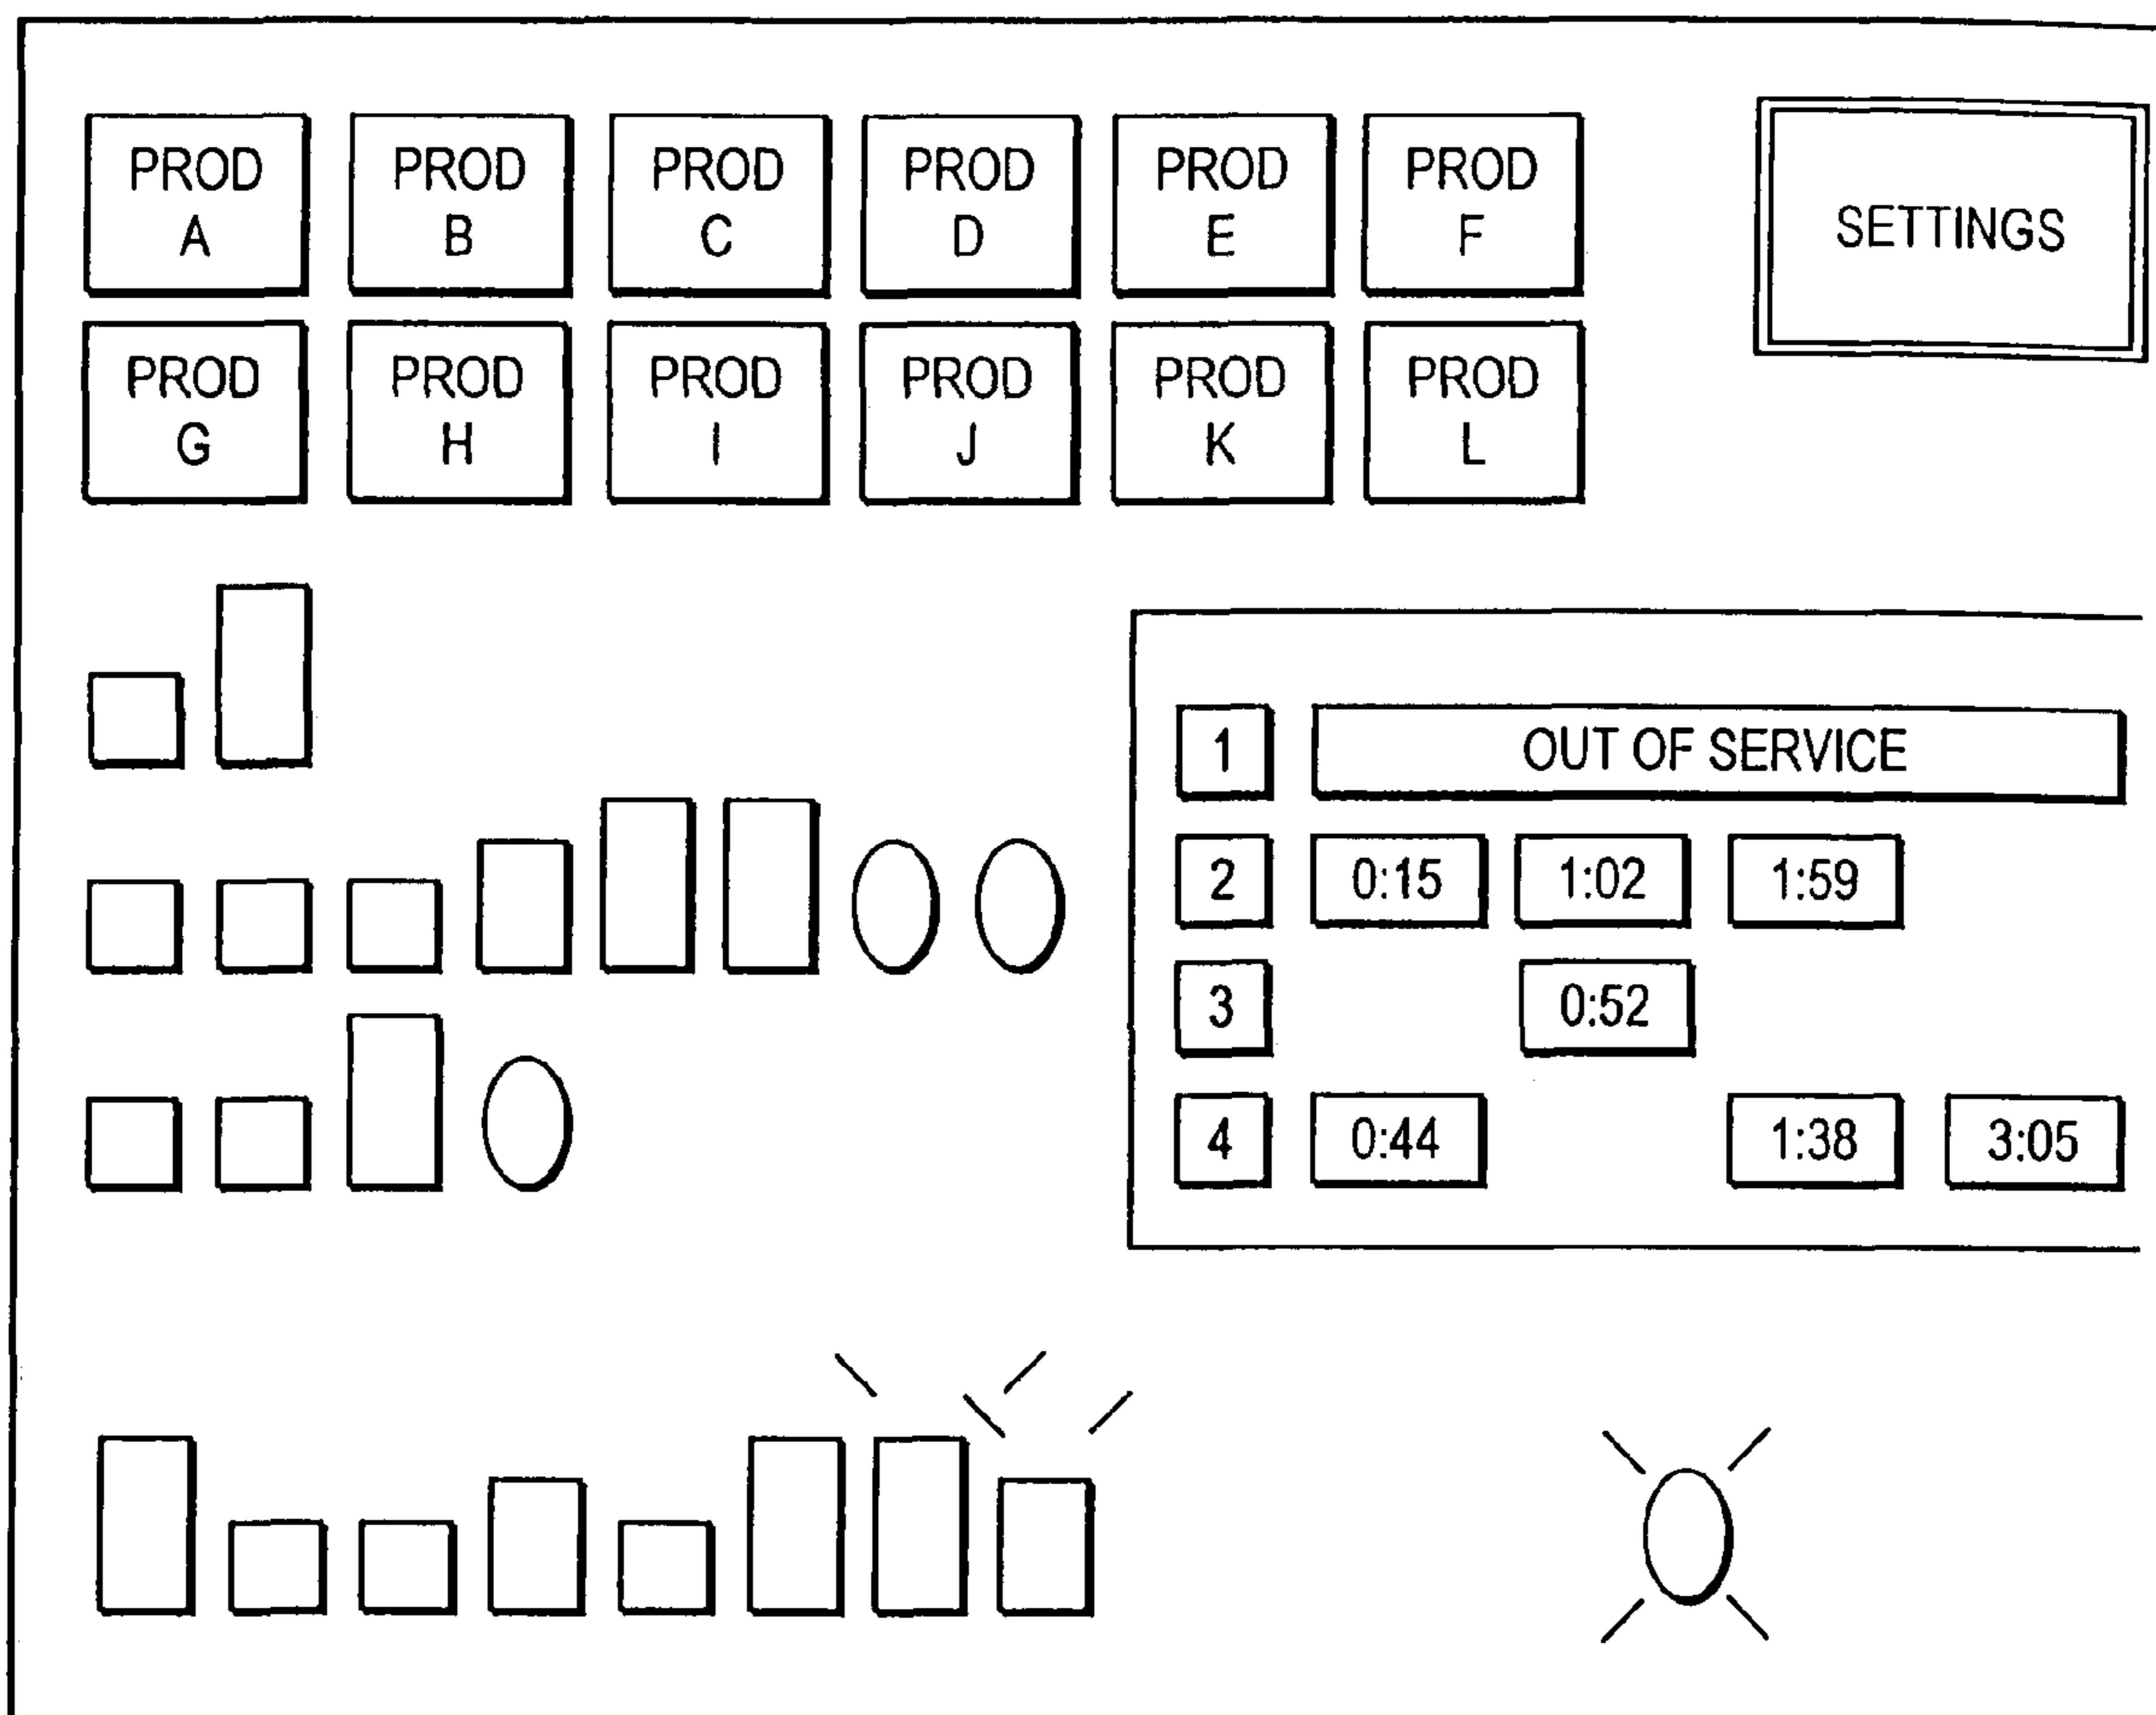 PROD A
PROD B
PROD C
PROD D
PROD E
PROD F
SETTINGS
PROD G
PROD H
PROD I
PROD J
PROD K
PROD L
1 OUT OF SERVICE
2 0:15 1:02 1:59
3 0:52
4 0:44 1:38 3:05